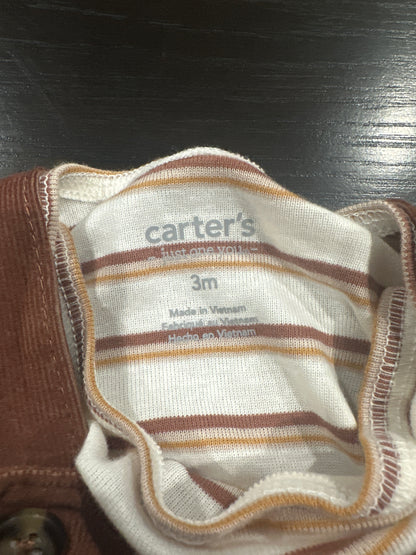 carter's
just one you
3m
Made in Vietnam
Fabriqué au Vietnam
Hecho en Vietnam